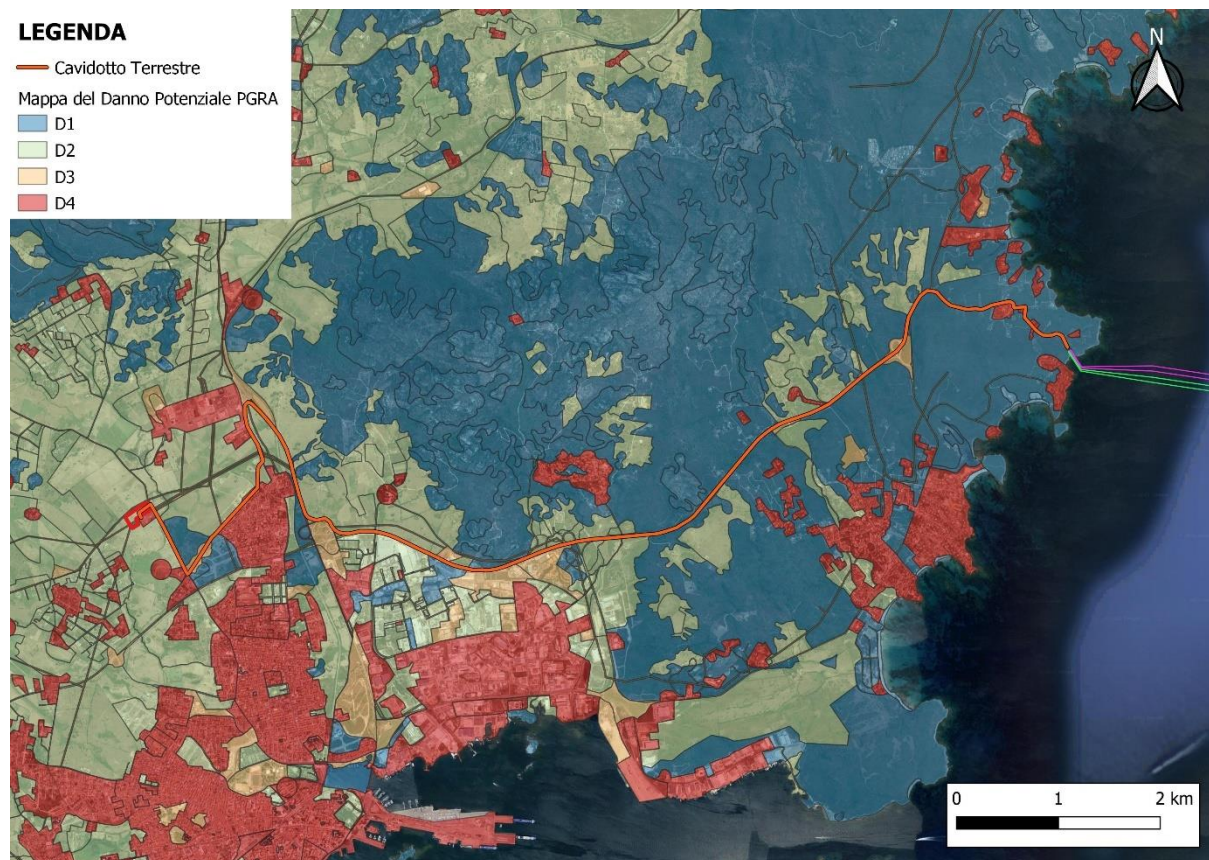 LEGENDA
Cavidotto Terrestre
Mappa del Danno Potenziale PGRA
D1
D2
D3
D4
N
0 1 2 km